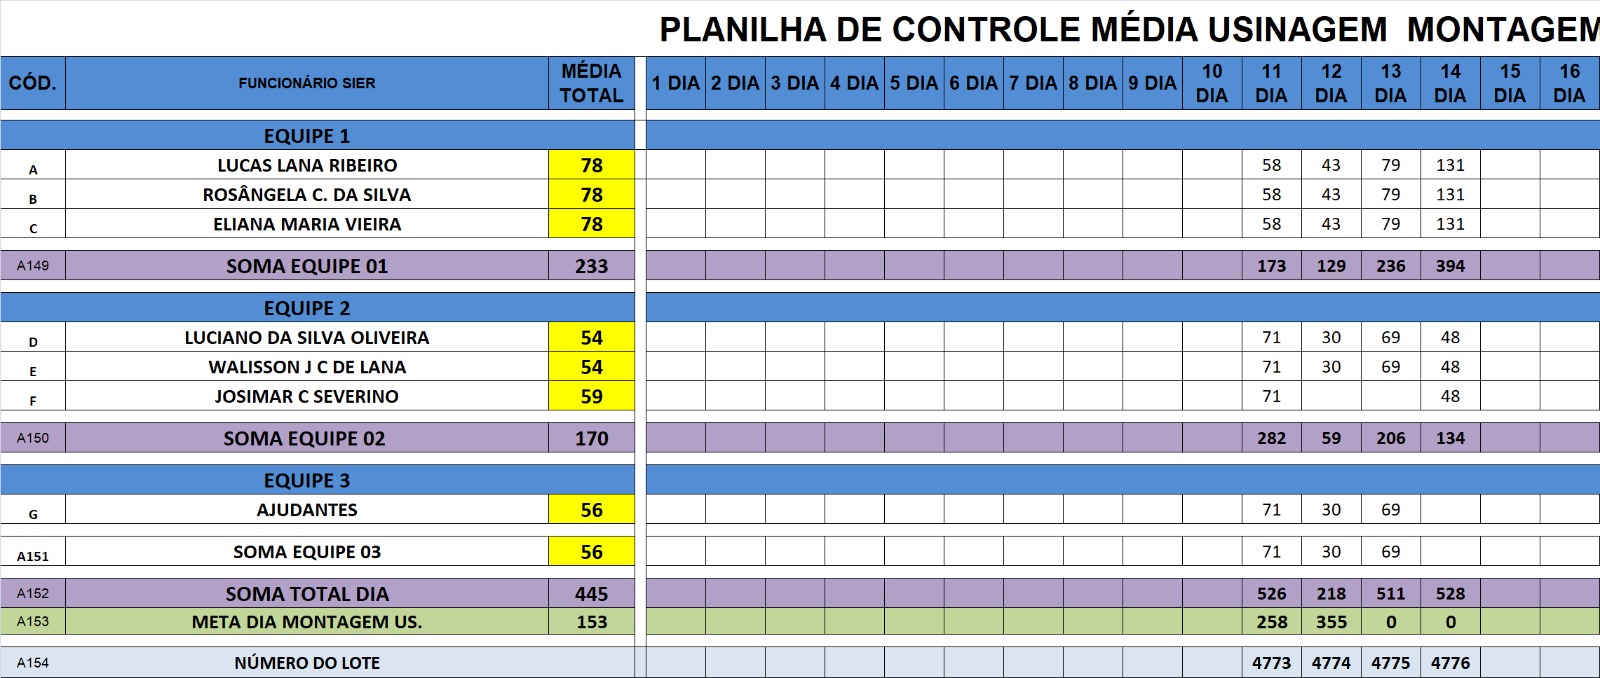 PLANILHA DE CONTROLE MÉDIA USINAGEM MONTAGEM
CÓD. FUNCIONÁRIO SIER MÉDIA TOTAL 1 DIA 2 DIA 3 DIA 4 DIA 5 DIA 6 DIA 7 DIA 8 DIA 9 DIA 10 DIA 11 DIA 12 DIA 13 DIA 14 DIA 15 DIA 16 DIA
EQUIPE 1
A LUCAS LANA RIBEIRO 78 58 43 79 131
B ROSÂNGELA C. DA SILVA 78 58 43 79 131
C ELIANA MARIA VIEIRA 78 58 43 79 131
A149 SOMA EQUIPE 01 233 173 129 236 394
EQUIPE 2
D LUCIANO DA SILVA OLIVEIRA 54 71 30 69 48
E WALISSON J C DE LANA 54 71 30 69 48
F JOSIMAR C SEVERINO 59 71 48
A150 SOMA EQUIPE 02 170 282 59 206 134
EQUIPE 3
G AJUDANTES 56 71 30 69
A151 SOMA EQUIPE 03 56 71 30 69
A152 SOMA TOTAL DIA 445 526 218 511 528
A153 META DIA MONTAGEM US. 153 258 355 0 0
A154 NÚMERO DO LOTE 4773 4774 4775 4776